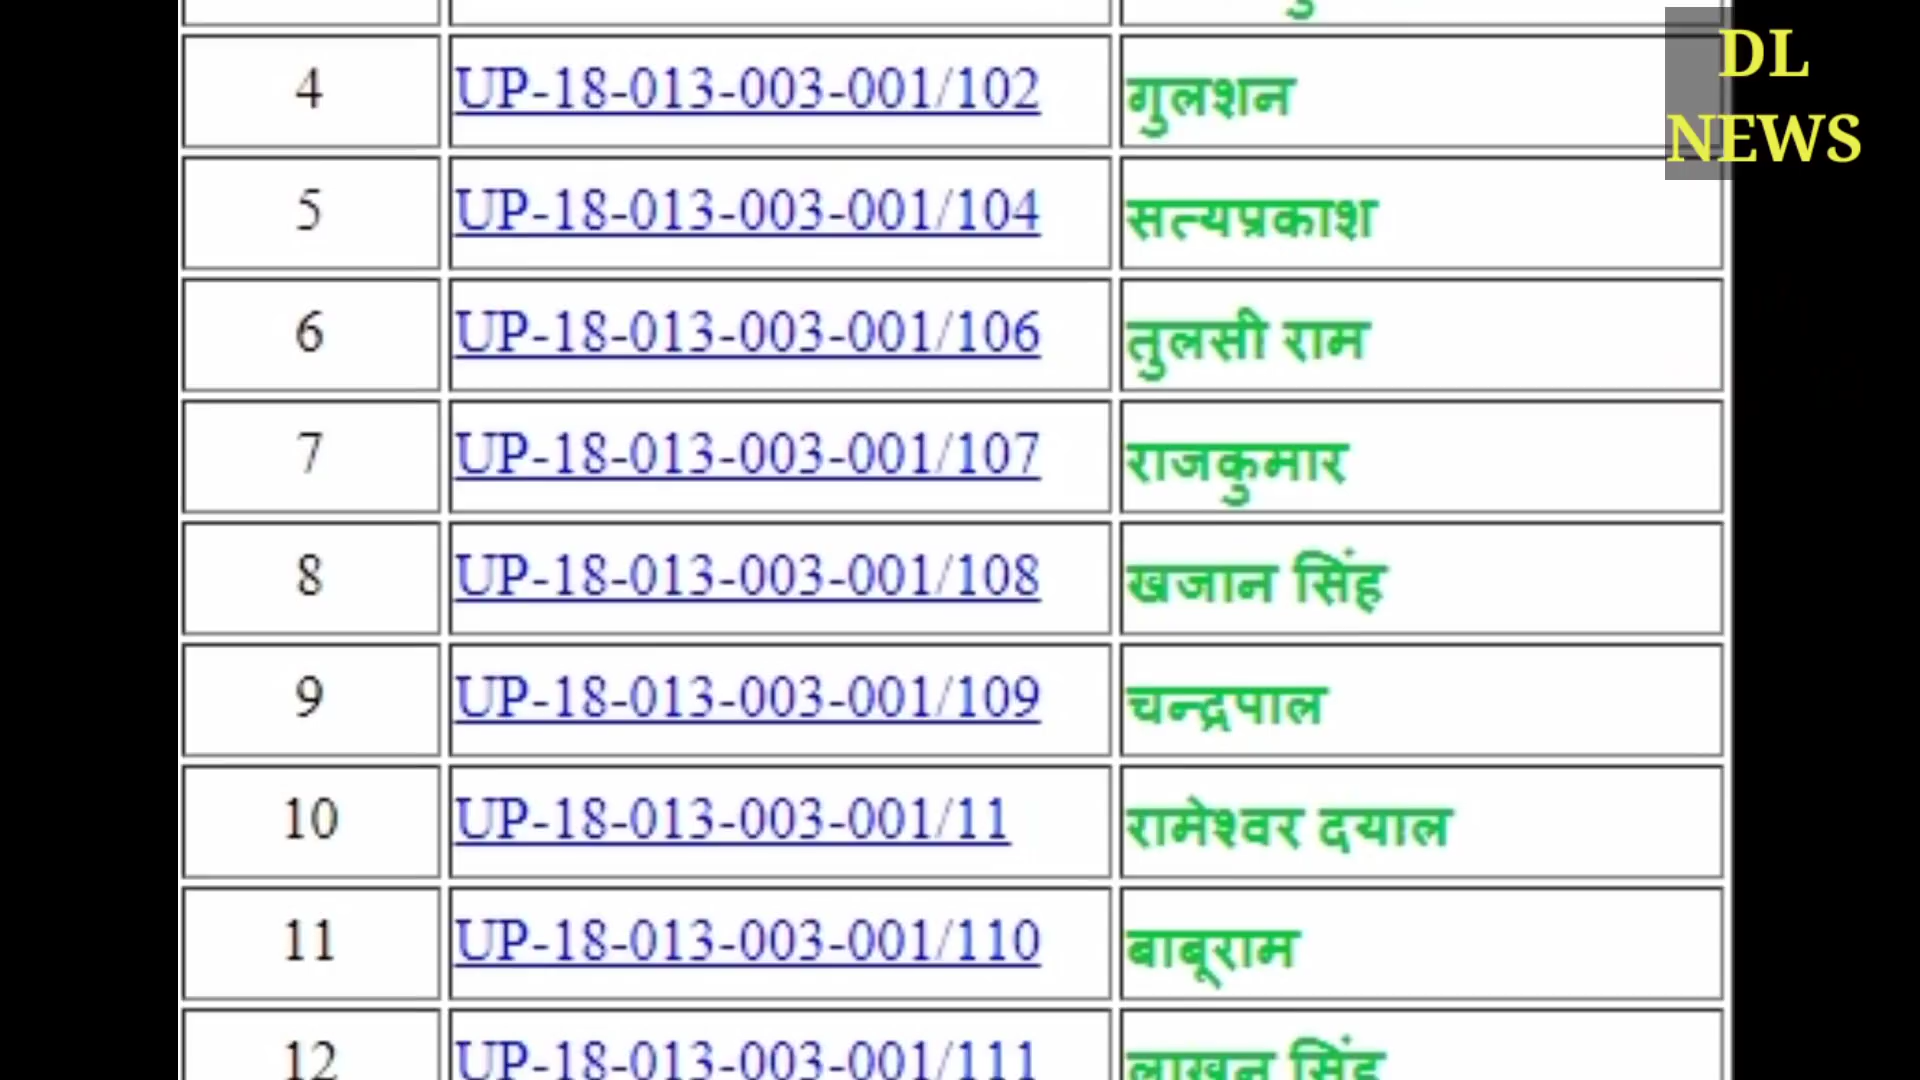 DL
NEWS
4 UP-18-013-003-001/102 गुलशन
5 UP-18-013-003-001/104 सत्यप्रकाश
6 UP-18-013-003-001/106 तुलसी राम
7 UP-18-013-003-001/107 राजकुमार
8 UP-18-013-003-001/108 खजान सिंह
9 UP-18-013-003-001/109 चन्द्रपाल
10 UP-18-013-003-001/11 रामेश्वर दयाल
11 UP-18-013-003-001/110 बाबूराम
12 UP-18-013-003-001/111 लाखन सिंह